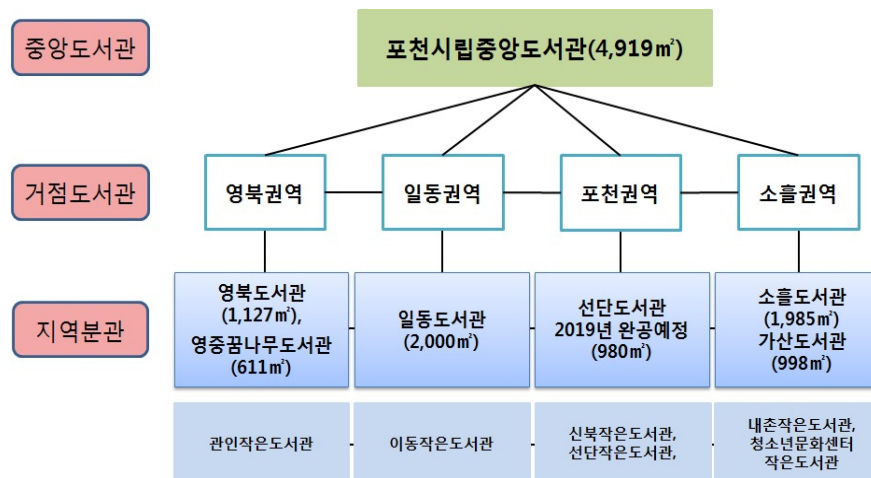 중앙도서관
포천시립중앙도서관(4,919㎡)
거점도서관
영북권역
일동권역
포천권역
소흘권역
지역분관
영북도서관
(1,127㎡),
영중꿈나무도서관
(611㎡)
일동도서관
(2,000㎡)
선단도서관
2019년 완공예정
(980㎡)
소흘도서관
(1,985㎡)
가산도서관
(998㎡)
관인작은도서관
이동작은도서관
신북작은도서관,
선단작은도서관,
내촌작은도서관,
청소년문화센터
작은도서관